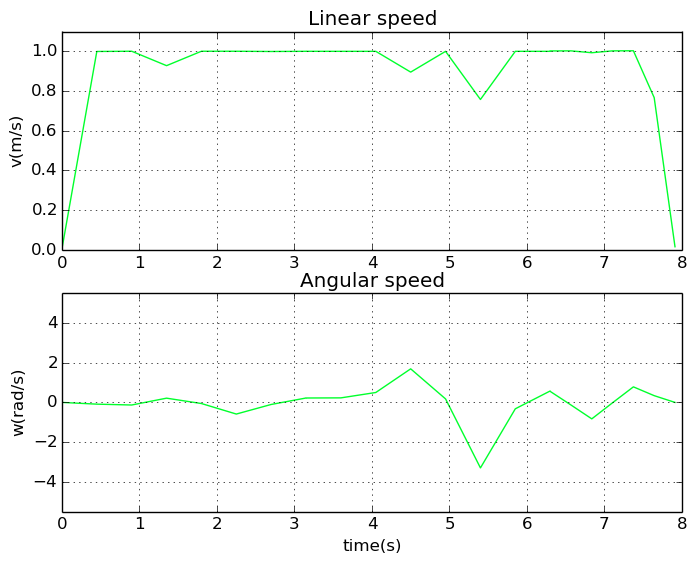 Linear speed
1.0
0.8
0.6
0.4
0.2
0.0
v(m/s)
0 1 2 3 4 5 6 7 8
Angular speed
4
2
0
−2
−4
w(rad/s)
0 1 2 3 4 5 6 7 8
time(s)